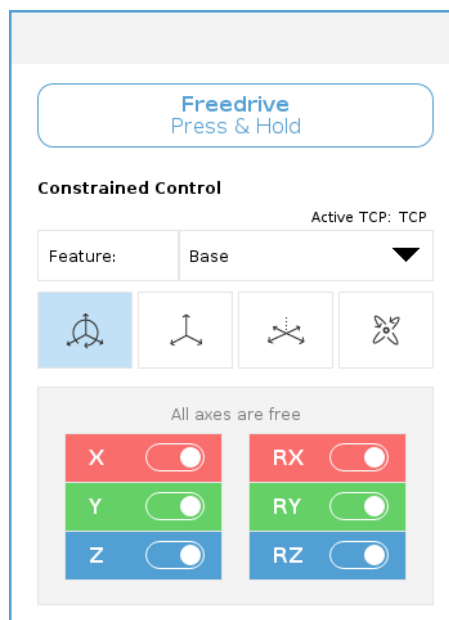 Freedrive
Press & Hold
Constrained Control
Active TCP: TCP
Feature: Base
All axes are free
X RX
Y RY
Z RZ